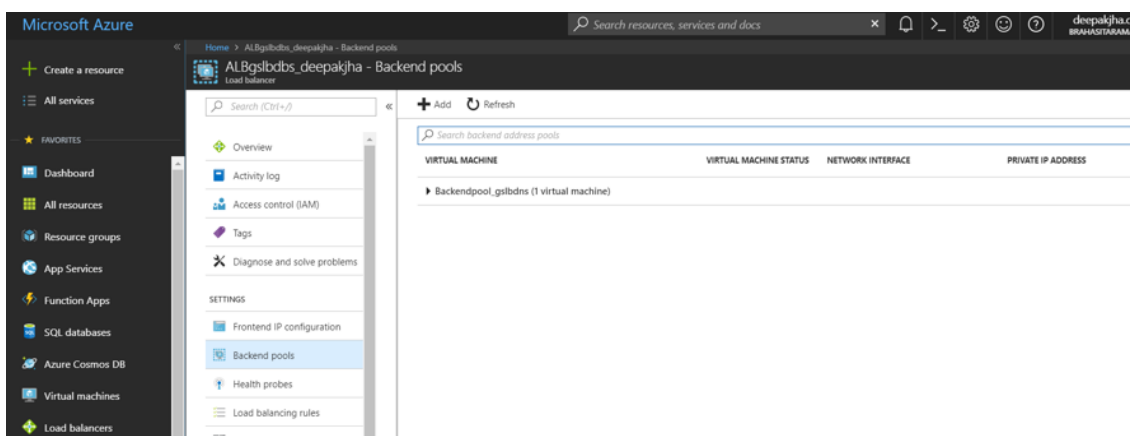 Microsoft Azure
Search resources, services and docs
deepakjha.c
BRAHASITARAMA
Home > ALBgslbdbs_deepakjha - Backend pools
ALBgslbdbs_deepakjha - Backend pools
Load balancer
Create a resource
All services
FAVORITES
Dashboard
All resources
Resource groups
App Services
Function Apps
SQL databases
Azure Cosmos DB
Virtual machines
Load balancers
Search (Ctrl+/)
Overview
Activity log
Access control (IAM)
Tags
Diagnose and solve problems
SETTINGS
Frontend IP configuration
Backend pools
Health probes
Load balancing rules
Add Refresh
Search backend address pools
VIRTUAL MACHINE VIRTUAL MACHINE STATUS NETWORK INTERFACE PRIVATE IP ADDRESS
Backendpool_gslbdns (1 virtual machine)